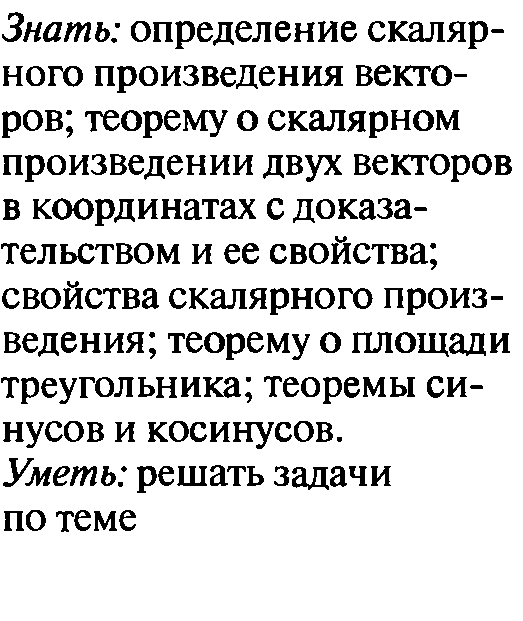 Знать: определение скаляр-
ного произведения векто-
ров; теорему о скалярном
произведении двух векторов
в координатах с доказа-
тельством и ее свойства;
свойства скалярного произ-
ведения; теорему о площади
треугольника; теоремы си-
нусов и косинусов.
Уметь: решать задачи
по теме